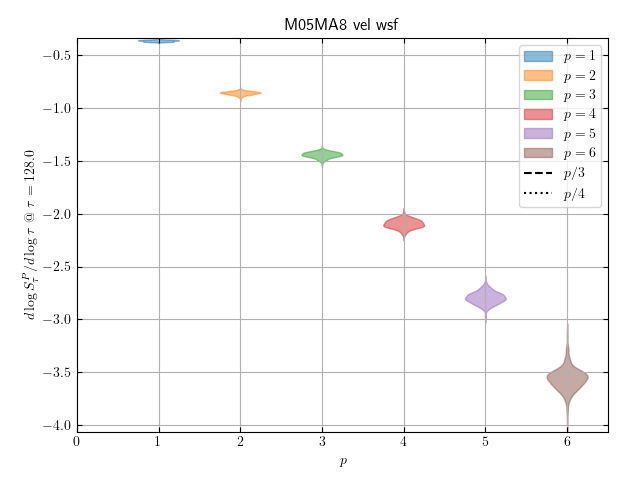 M05MA8 vel wsf
d log S_τ^P / d log τ @ τ = 128.0
−0.5
−1.0
−1.5
−2.0
−2.5
−3.0
−3.5
−4.0
p = 1
p = 2
p = 3
p = 4
p = 5
p = 6
p/3
p/4
0 1 2 3 4 5 6
p